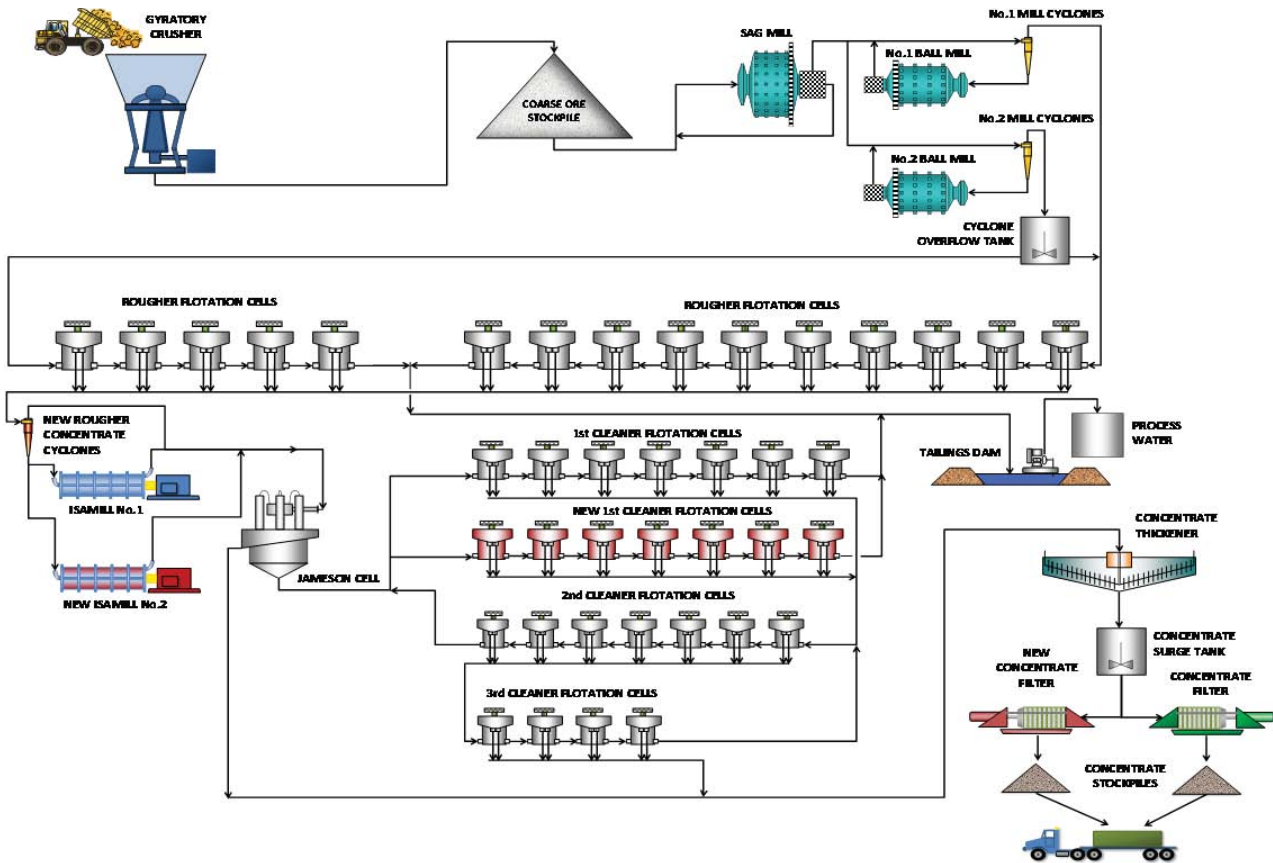 GYRATORY
CRUSHER
COARSE ORE
STOCKPILE
SAG MILL
No.1 MILL CYCLONES
No.1 BALL MILL
No.2 MILL CYCLONES
No.2 BALL MILL
CYCLONE
OVERFLOW TANK
ROUGHER FLOTATION CELLS
ROUGHER FLOTATION CELLS
NEW ROUGHER
CONCENTRATE
CYCLONES
ISAMILL No.1
NEW ISAMILL No.2
JAMESON CELL
1st CLEANER FLOTATION CELLS
NEW 1st CLEANER FLOTATION CELLS
2nd CLEANER FLOTATION CELLS
3rd CLEANER FLOTATION CELLS
TAILINGS DAM
PROCESS
WATER
CONCENTRATE
THICKENER
CONCENTRATE
SURGE TANK
NEW
CONCENTRATE
FILTER
CONCENTRATE
FILTER
CONCENTRATE
STOCKPILES